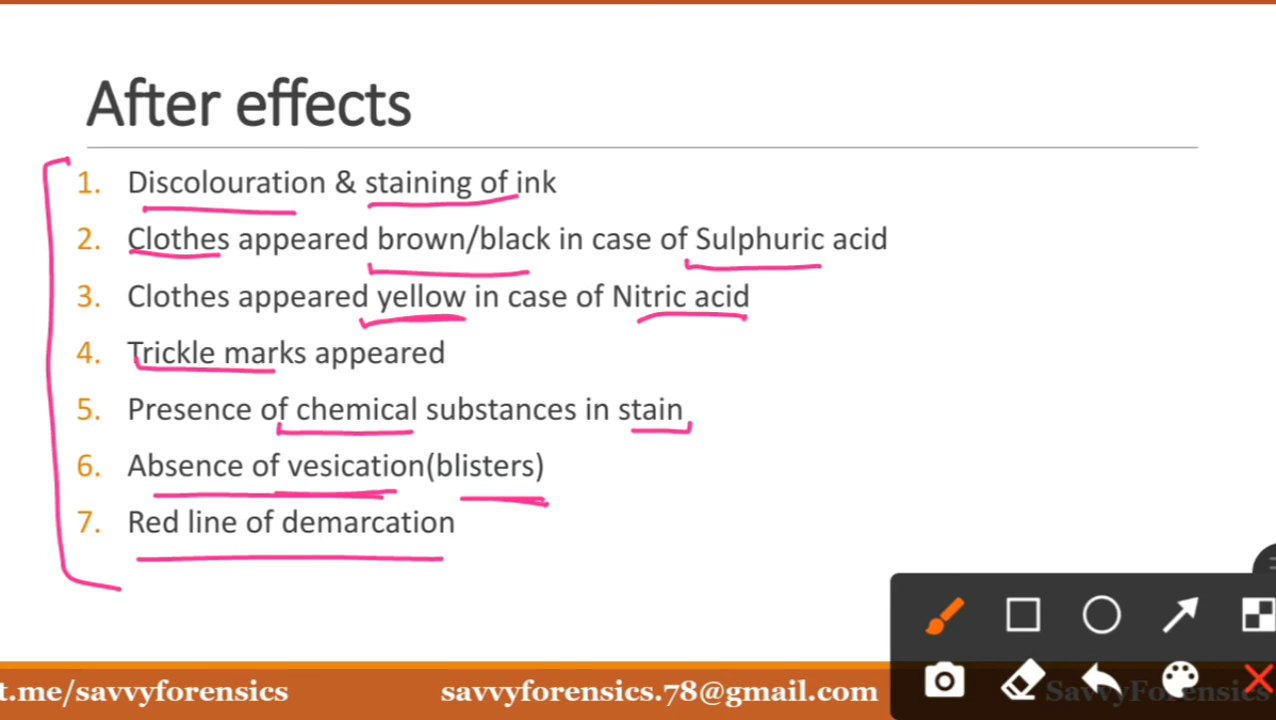 After effects
1. Discolouration & staining of ink
2. Clothes appeared brown/black in case of Sulphuric acid
3. Clothes appeared yellow in case of Nitric acid
4. Trickle marks appeared
5. Presence of chemical substances in stain
6. Absence of vesication(blisters)
7. Red line of demarcation
t.me/savvyforensics savvyforensics.78@gmail.com SavvyForensics